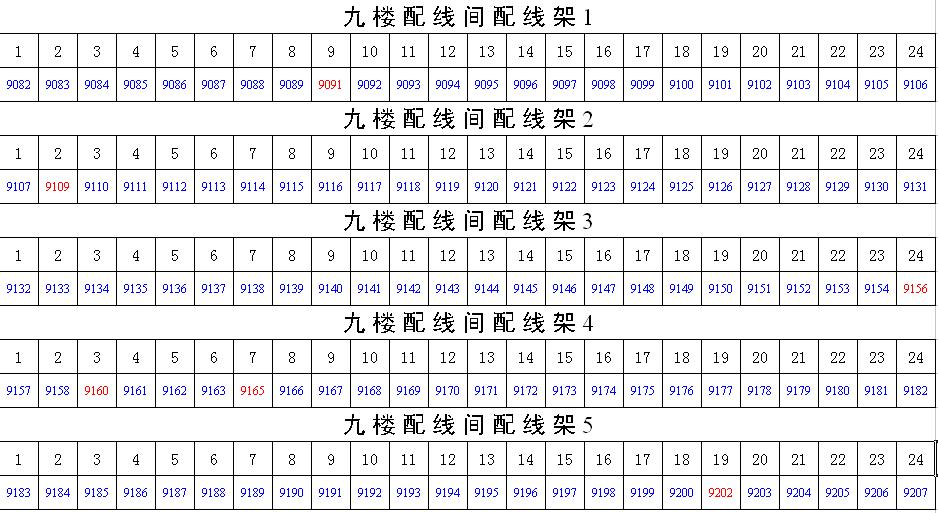 九楼配线间配线架1
1 2 3 4 5 6 7 8 9 10 11 12 13 14 15 16 17 18 19 20 21 22 23 24
9082 9083 9084 9085 9086 9087 9088 9089 9091 9092 9093 9094 9095 9096 9097 9098 9099 9100 9101 9102 9103 9104 9105 9106
九楼配线间配线架2
1 2 3 4 5 6 7 8 9 10 11 12 13 14 15 16 17 18 19 20 21 22 23 24
9107 9109 9110 9111 9112 9113 9114 9115 9116 9117 9118 9119 9120 9121 9122 9123 9124 9125 9126 9127 9128 9129 9130 9131
九楼配线间配线架3
1 2 3 4 5 6 7 8 9 10 11 12 13 14 15 16 17 18 19 20 21 22 23 24
9132 9133 9134 9135 9136 9137 9138 9139 9140 9141 9142 9143 9144 9145 9146 9147 9148 9149 9150 9151 9152 9153 9154 9156
九楼配线间配线架4
1 2 3 4 5 6 7 8 9 10 11 12 13 14 15 16 17 18 19 20 21 22 23 24
9157 9158 9160 9161 9162 9163 9165 9166 9167 9168 9169 9170 9171 9172 9173 9174 9175 9176 9177 9178 9179 9180 9181 9182
九楼配线间配线架5
1 2 3 4 5 6 7 8 9 10 11 12 13 14 15 16 17 18 19 20 21 22 23 24
9183 9184 9185 9186 9187 9188 9189 9190 9191 9192 9193 9194 9195 9196 9197 9198 9199 9200 9202 9203 9204 9205 9206 9207